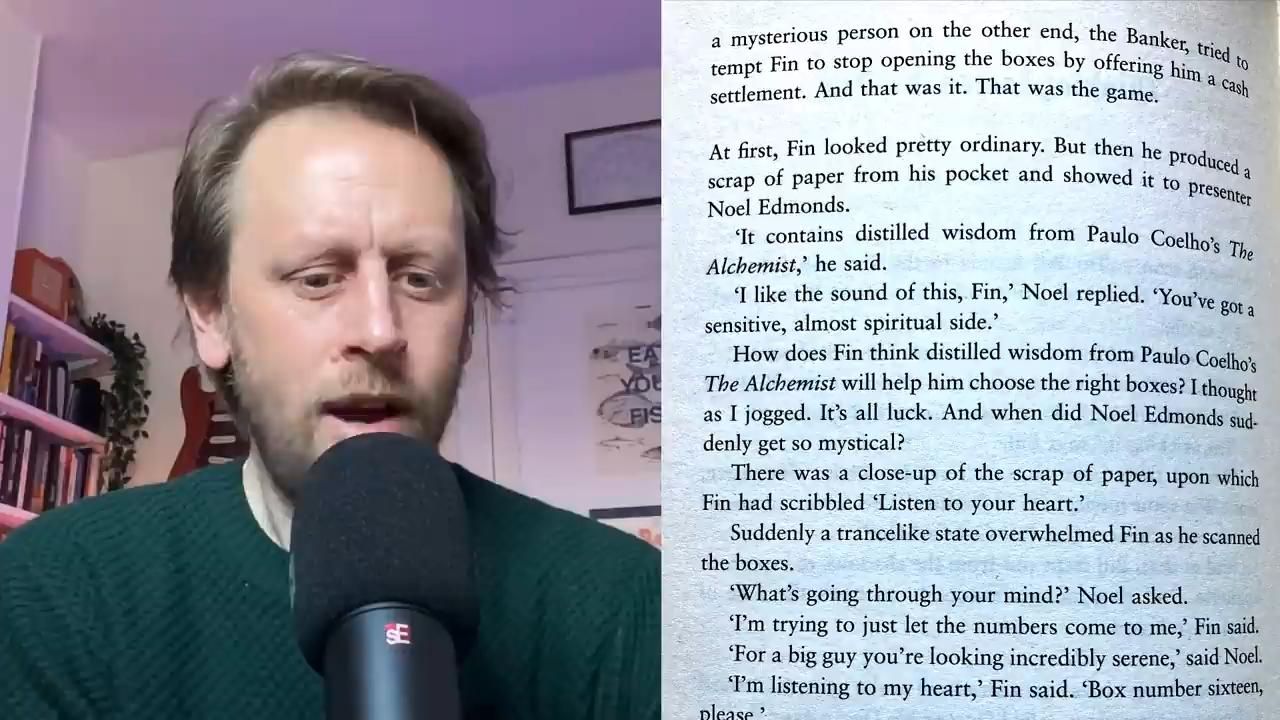 EA
YOU
FIS
sE
a mysterious person on the other end, the Banker, tried to
tempt Fin to stop opening the boxes by offering him a cash
settlement. And that was it. That was the game.
At first, Fin looked pretty ordinary. But then he produced a
scrap of paper from his pocket and showed it to presenter
Noel Edmonds.
‘It contains distilled wisdom from Paulo Coelho’s The
Alchemist,’ he said.
‘I like the sound of this, Fin,’ Noel replied. ‘You’ve got a
sensitive, almost spiritual side.’
How does Fin think distilled wisdom from Paulo Coelho’s
The Alchemist will help him choose the right boxes? I thought
as I jogged. It’s all luck. And when did Noel Edmonds sud-
denly get so mystical?
There was a close-up of the scrap of paper, upon which
Fin had scribbled ‘Listen to your heart.’
Suddenly a trancelike state overwhelmed Fin as he scanned
the boxes.
‘What’s going through your mind?’ Noel asked.
‘I’m trying to just let the numbers come to me,’ Fin said.
‘For a big guy you’re looking incredibly serene,’ said Noel.
‘I’m listening to my heart,’ Fin said. ‘Box number sixteen,
please.’